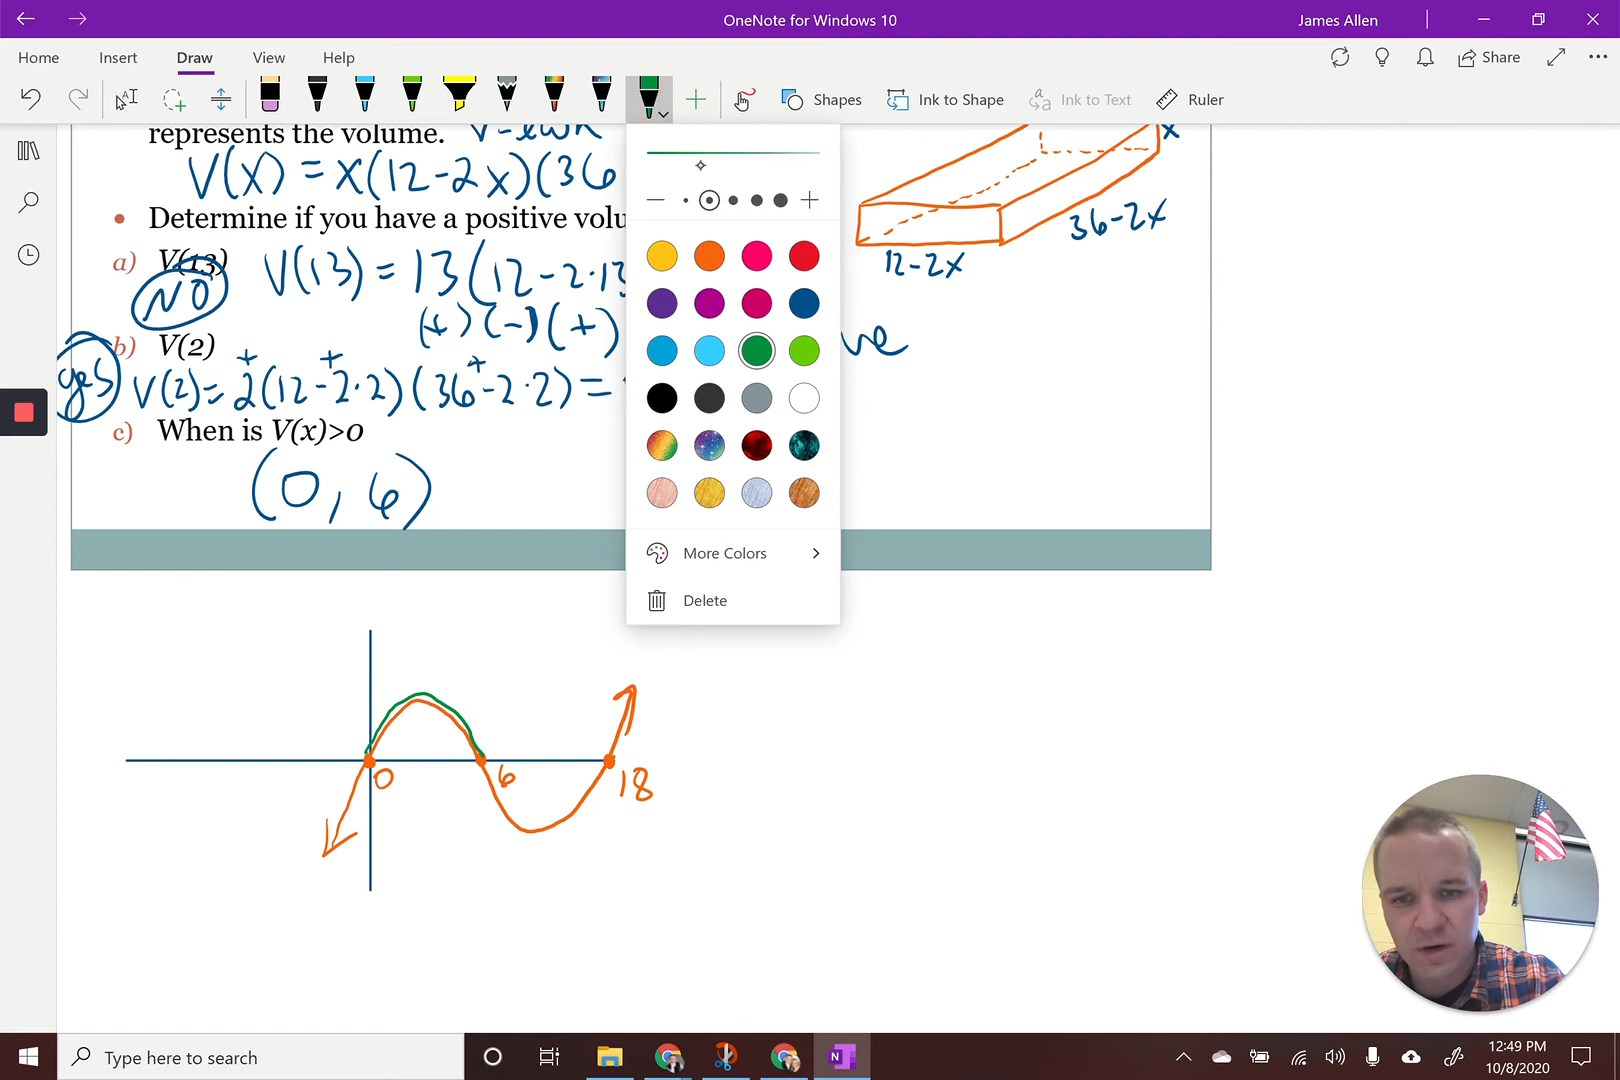 OneNote for Windows 10
James Allen
Home Insert Draw View Help
Share
Shapes
Ink to Shape
Ink to Text
Ruler
represents the volume. V=lwh
V(x) = x(12-2x)(36
x
• Determine if you have a positive volu
36-2x
12-2x
a) V(13) V(13) = 13(12-2·13
NO
(+)(-)(+)
ve
b) V(2)
yes V(2) = 2(12-2·2)(36-2·2) =
+ + +
c) When is V(x)>0
(0, 6)
More Colors
Delete
0 6 18
Type here to search
12:49 PM
10/8/2020